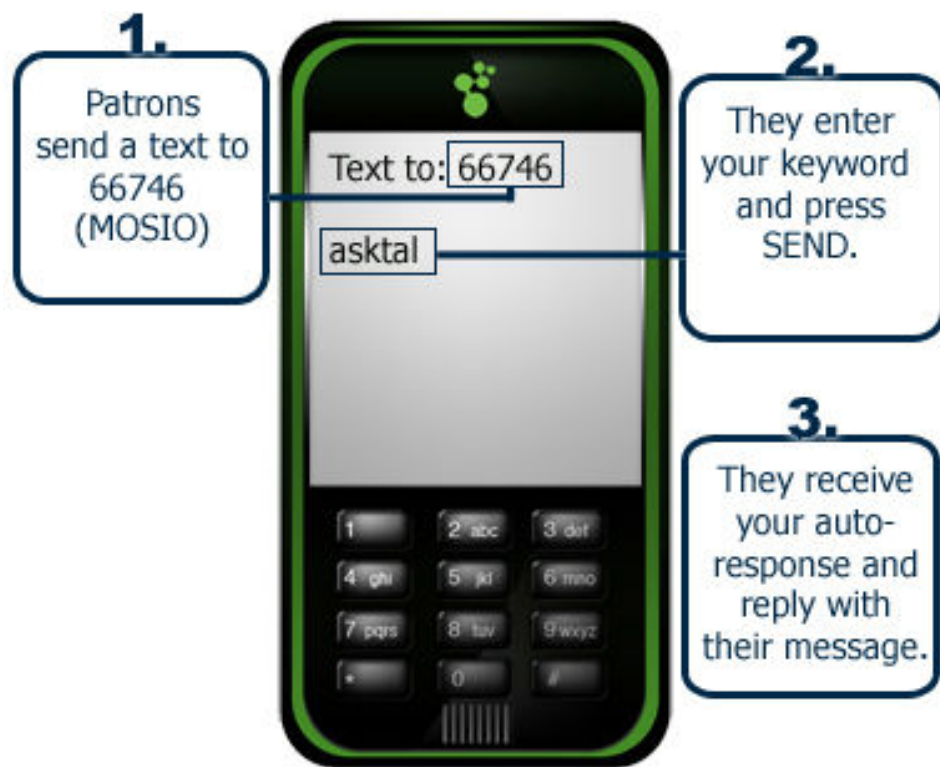 1.
Patrons
send a text to
66746
(MOSIO)
Text to: 66746
asktal
2.
They enter
your keyword
and press
SEND.
3.
They receive
your auto-
response and
reply with
their message.
1
2 abc
3 def
4 ghi
5 jkl
6 mno
7 pqrs
8 tuv
9 wxyz
*
0
#